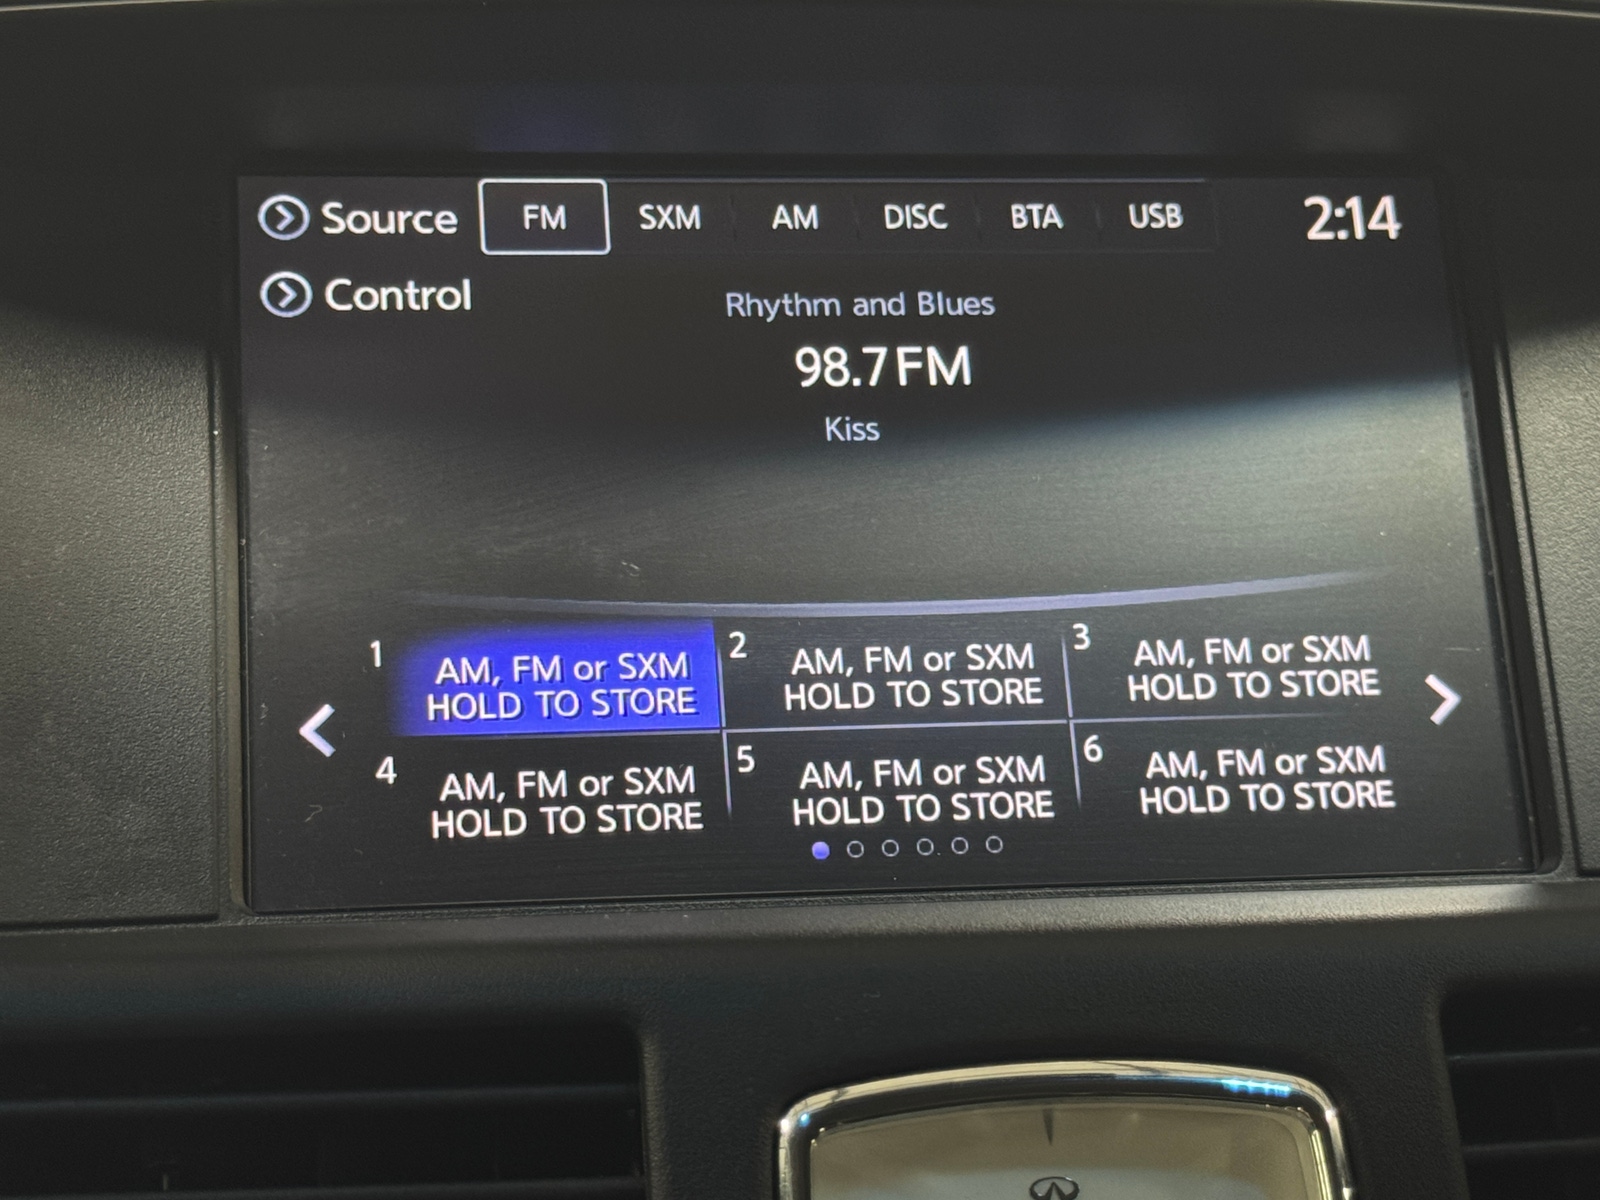 Source FM SXM AM DISC BTA USB 2:14
Control
Rhythm and Blues
98.7 FM
Kiss
1 AM, FM or SXM
HOLD TO STORE
2 AM, FM or SXM
HOLD TO STORE
3 AM, FM or SXM
HOLD TO STORE
4 AM, FM or SXM
HOLD TO STORE
5 AM, FM or SXM
HOLD TO STORE
6 AM, FM or SXM
HOLD TO STORE